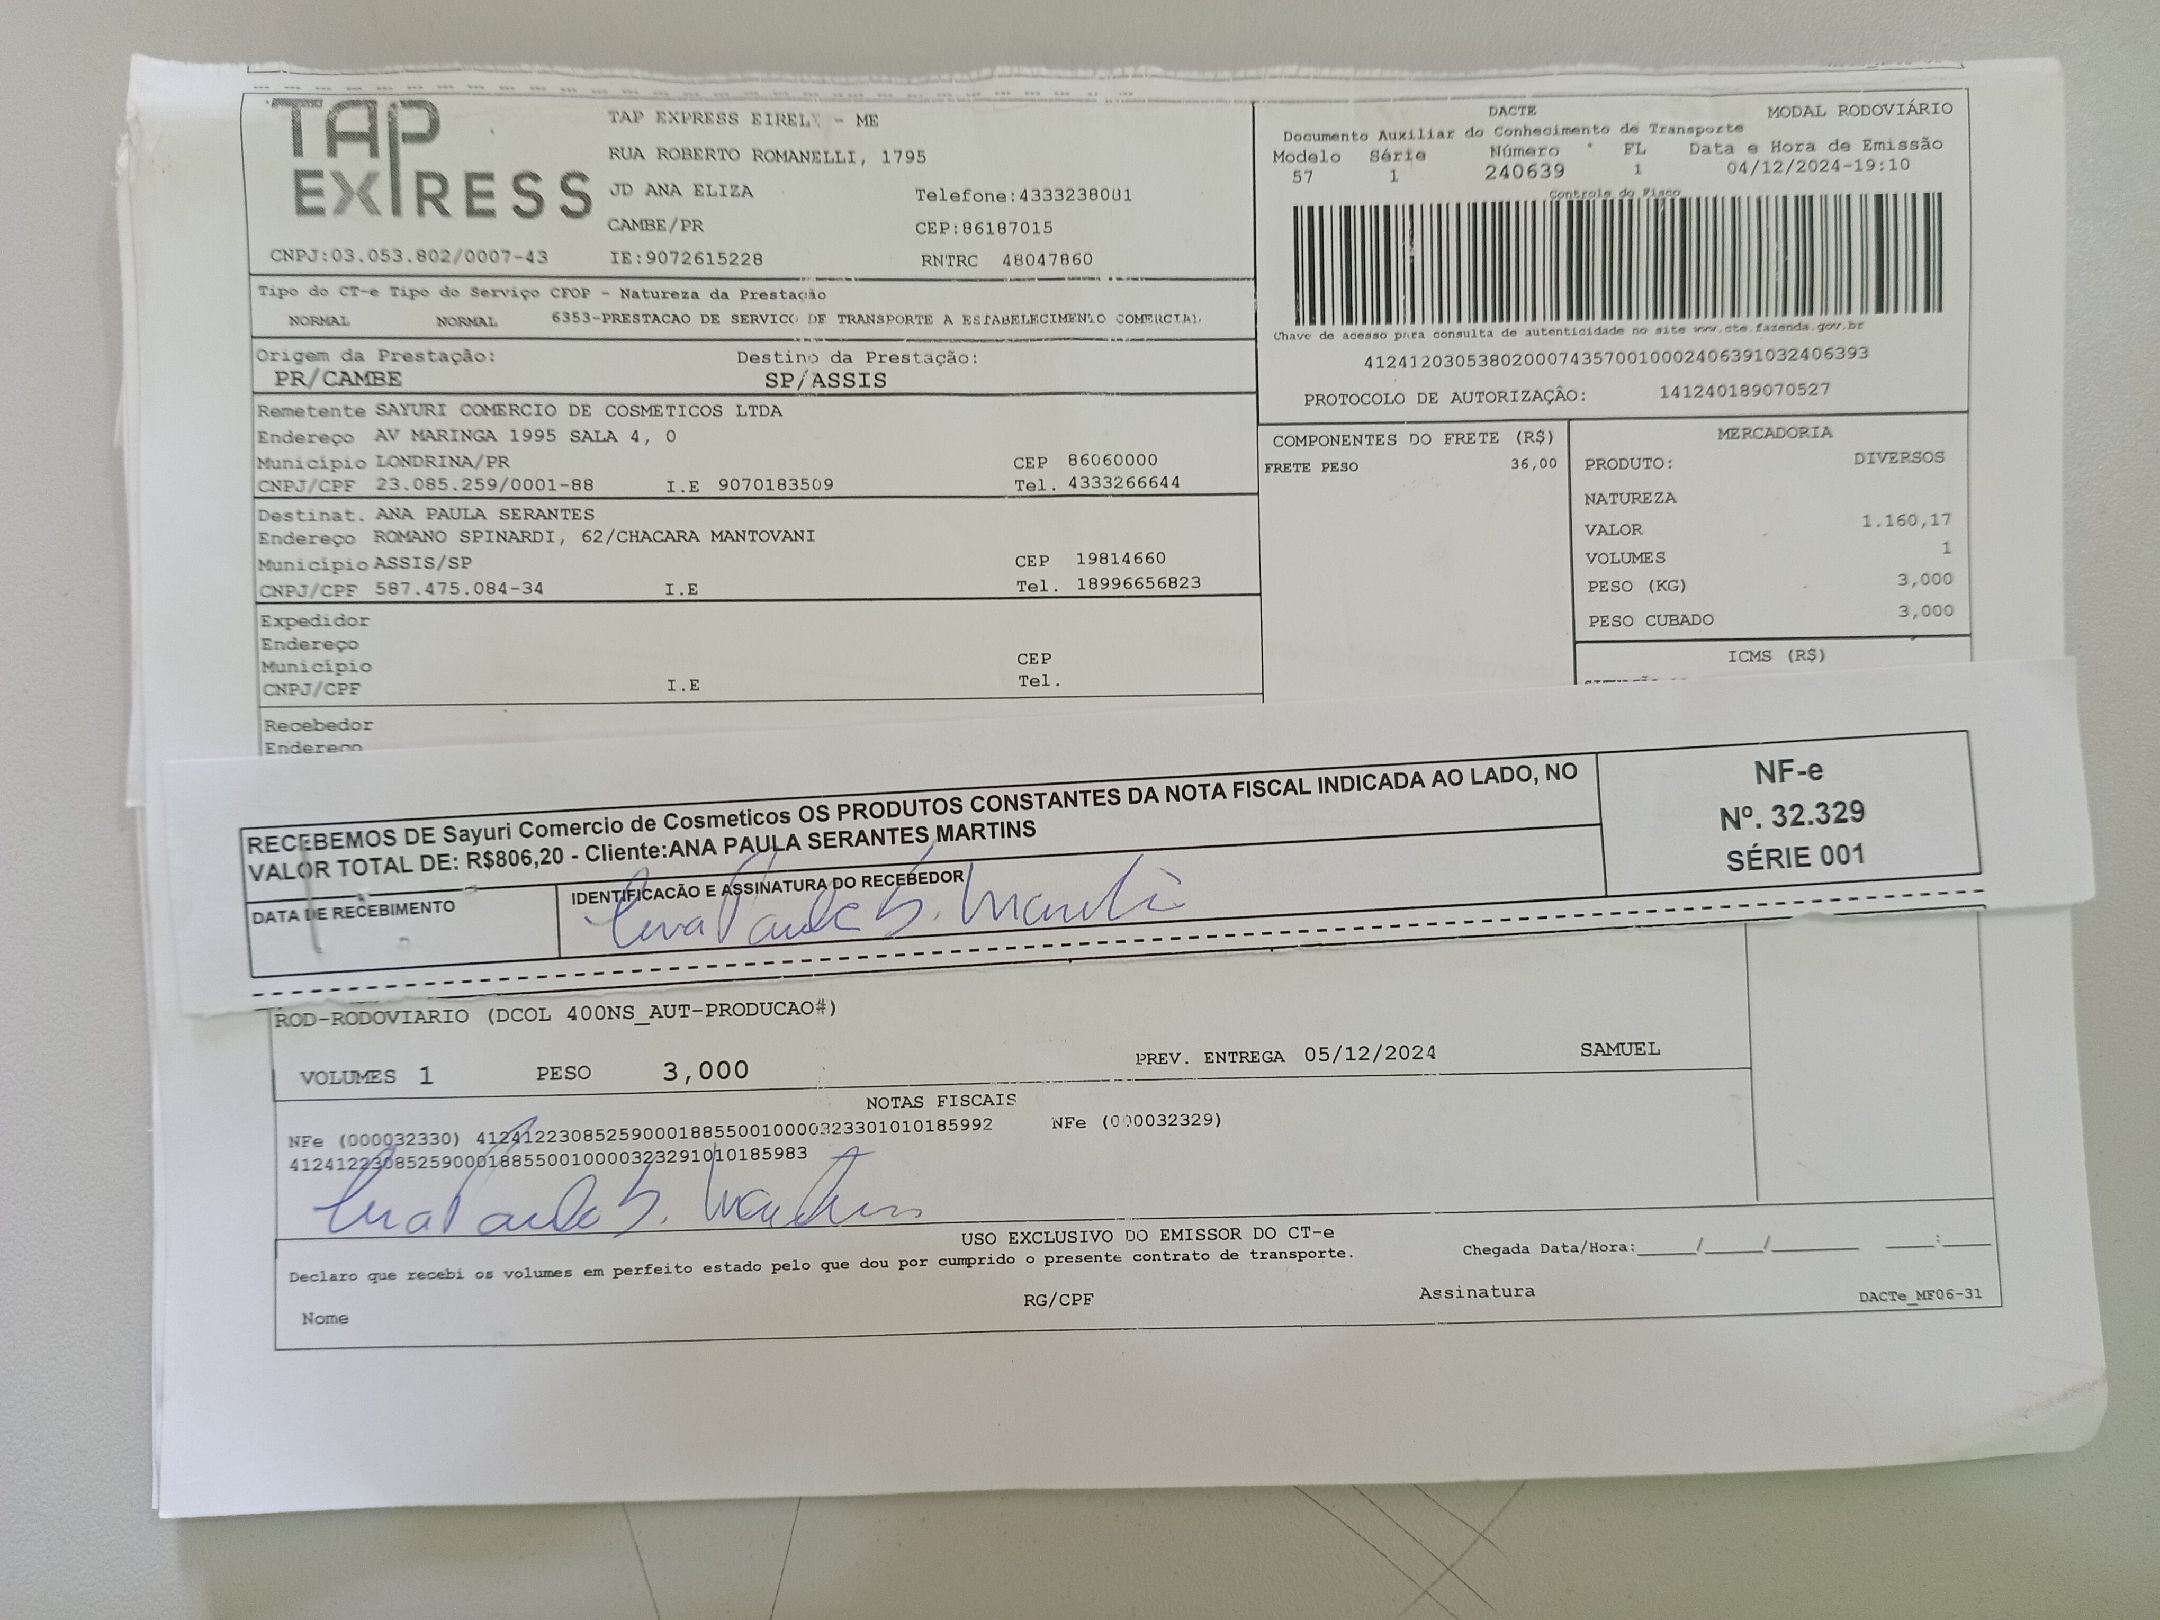 TAP EXPRESS
TAP EXPRESS EIRELI - ME
RUA ROBERTO ROMANELLI, 1795
JD ANA ELIZA Telefone:4333238081
CAMBE/PR CEP:86187015
CNPJ:03.053.802/0007-43 IE:9072615228 RNTRC 48047860
DACTE MODAL RODOVIÁRIO
Documento Auxiliar do Conhecimento de Transporte
Modelo Série Número FL Data e Hora de Emissão
57 1 240639 1 04/12/2024-19:10
Controle do Fisco
Chave de acesso para consulta de autenticidade no site www.cte.fazenda.gov.br
41241203053802000743570010002406391032406393
PROTOCOLO DE AUTORIZAÇÃO: 141240189070527
Tipo do CT-e Tipo do Serviço CFOP - Natureza da Prestação
NORMAL NORMAL 6353-PRESTACAO DE SERVICO DE TRANSPORTE A ESTABELECIMENTO COMERCIAL
Origem da Prestação: Destino da Prestação:
PR/CAMBE SP/ASSIS
Remetente SAYURI COMERCIO DE COSMETICOS LTDA
Endereço AV MARINGA 1995 SALA 4, 0
Município LONDRINA/PR CEP 86060000
CNPJ/CPF 23.085.259/0001-88 I.E 9070183509 Tel. 4333266644
Destinat. ANA PAULA SERANTES
Endereço ROMANO SPINARDI, 62/CHACARA MANTOVANI
Município ASSIS/SP CEP 19814660
CNPJ/CPF 587.475.084-34 I.E Tel. 18996656823
Expedidor
Endereço
Município CEP
CNPJ/CPF I.E Tel.
Recebedor
Endereço
COMPONENTES DO FRETE (R$)
FRETE PESO 36,00
MERCADORIA
PRODUTO: DIVERSOS
NATUREZA
VALOR 1.160,17
VOLUMES 1
PESO (KG) 3,000
PESO CUBADO 3,000
ICMS (R$)
RECEBEMOS DE Sayuri Comercio de Cosmeticos OS PRODUTOS CONSTANTES DA NOTA FISCAL INDICADA AO LADO, NO
VALOR TOTAL DE: R$806,20 - Cliente:ANA PAULA SERANTES MARTINS
DATA DE RECEBIMENTO
IDENTIFICACÃO E ASSINATURA DO RECEBEDOR
Ana Paula S. Martins
NF-e
Nº. 32.329
SÉRIE 001
ROD-RODOVIARIO (DCOL 400NS_AUT-PRODUCAO#)
VOLUMES 1 PESO 3,000 PREV. ENTREGA 05/12/2024 SAMUEL
NOTAS FISCAIS
NFe (000032330) 41241223085259000188550010000323301010185992 NFe (000032329)
41241223085259000188550010000323291010185983
Ana Paula S. Martins
USO EXCLUSIVO DO EMISSOR DO CT-e
Declaro que recebi os volumes em perfeito estado pelo que dou por cumprido o presente contrato de transporte. Chegada Data/Hora:_____/_____/_______ ____:____
Nome RG/CPF Assinatura DACTe_MF06-31